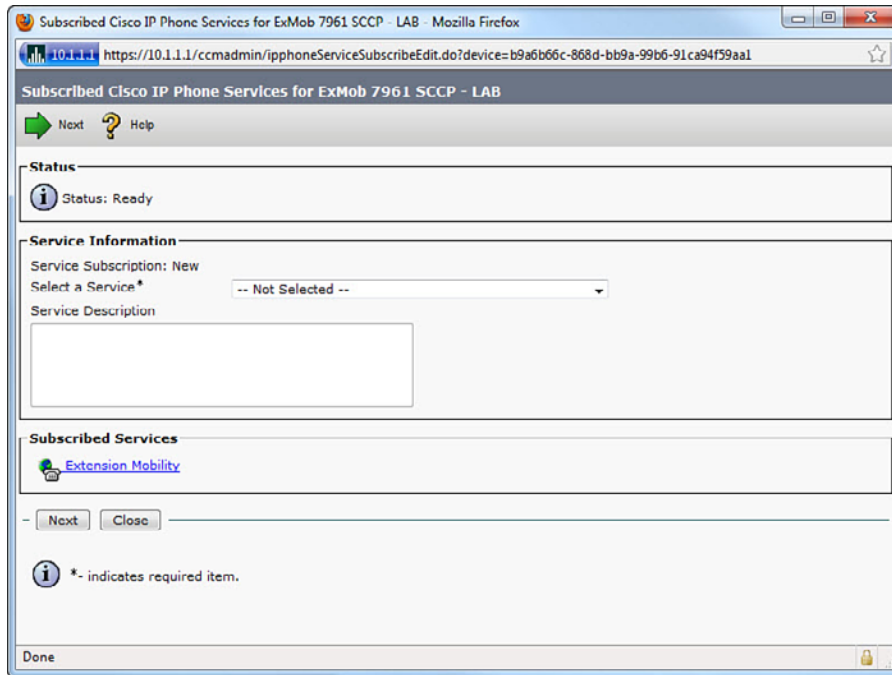 Subscribed Cisco IP Phone Services for ExMob 7961 SCCP - LAB - Mozilla Firefox
10.1.1.1 https://10.1.1.1/ccmadmin/ipphoneServiceSubscribeEdit.do?device=b9a6b66c-868d-bb9a-99b6-91ca94f59aa1
Subscribed Cisco IP Phone Services for ExMob 7961 SCCP - LAB
Next Help
Status
Status: Ready
Service Information
Service Subscription: New
Select a Service* -- Not Selected --
Service Description
Subscribed Services
Extension Mobility
Next Close
*- indicates required item.
Done